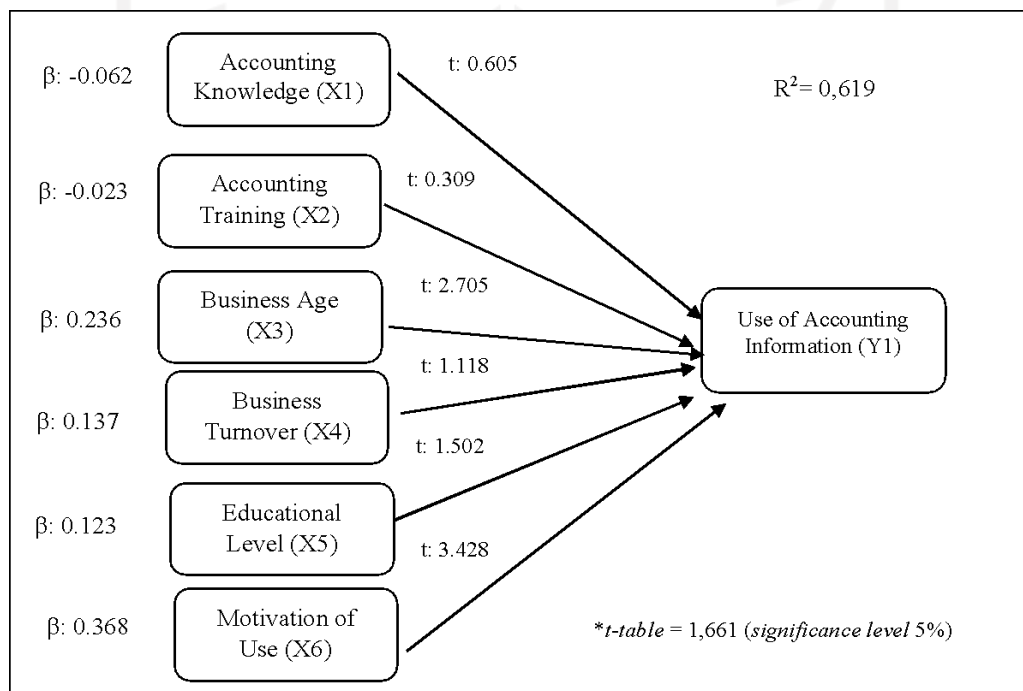 β: -0.062
Accounting
Knowledge (X1)
t: 0.605
R²= 0,619
β: -0.023
Accounting
Training (X2)
t: 0.309
β: 0.236
Business Age
(X3)
t: 2.705
Use of Accounting
Information (Y1)
β: 0.137
Business
Turnover (X4)
t: 1.118
β: 0.123
Educational
Level (X5)
t: 1.502
β: 0.368
Motivation of
Use (X6)
t: 3.428
*t-table = 1,661 (significance level 5%)